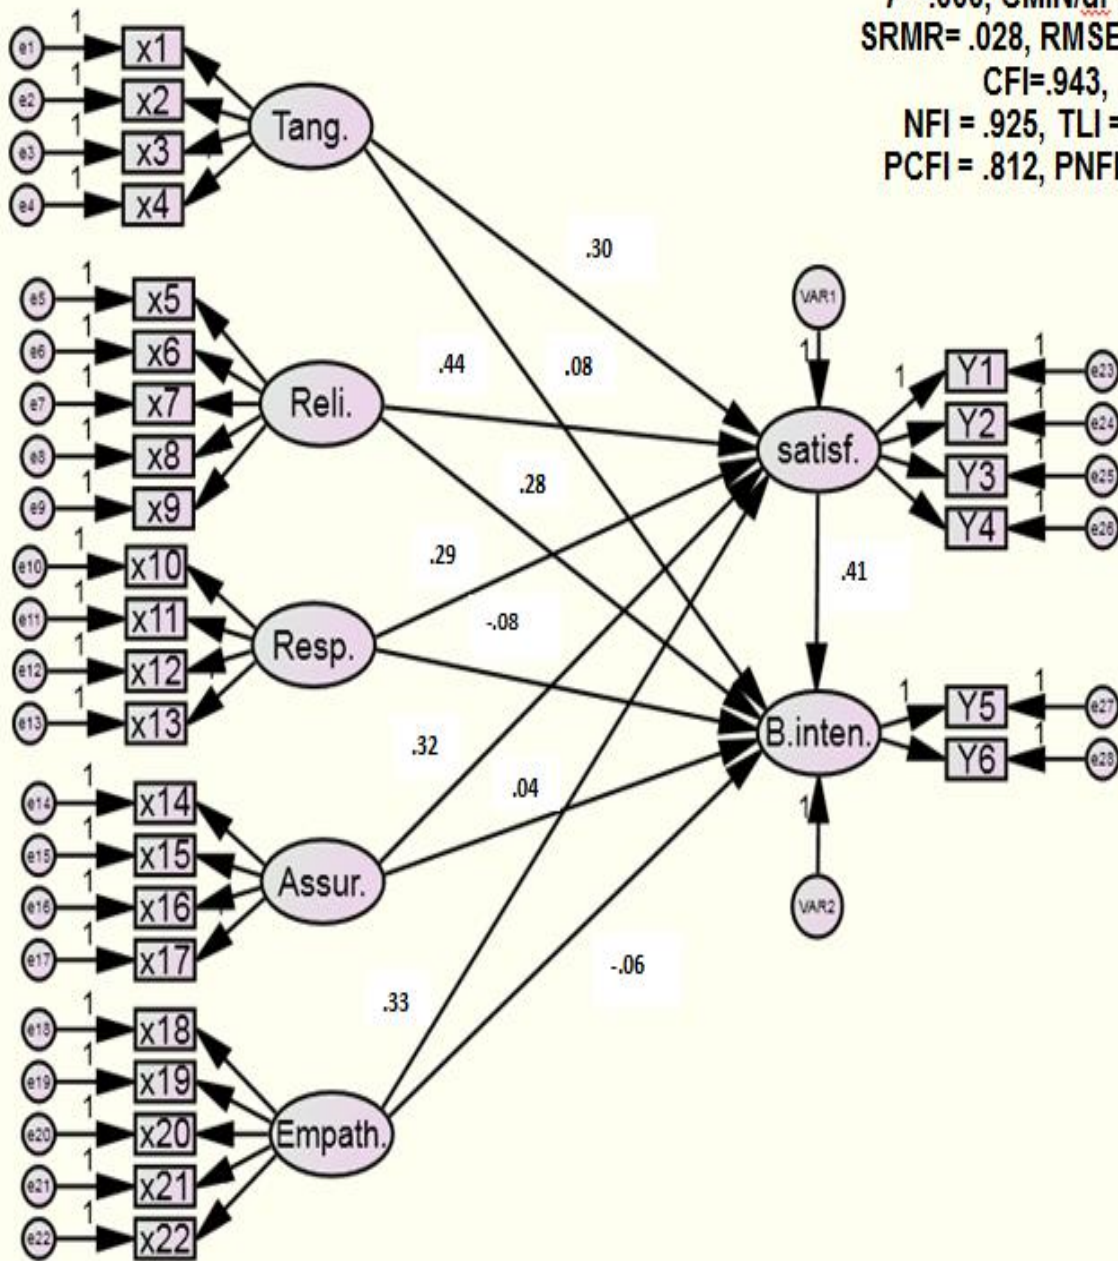 SRMR= .028, RMSE
CFI=.943,
NFI = .925, TLI =
PCFI = .812, PNFI
e1 1 x1
e2 1 x2
e3 1 x3
e4 1 x4
Tang.
.30
e5 1 x5
e6 1 x6
e7 1 x7
e8 1 x8
e9 1 x9
Reli.
.44
.08
.28
VAR1
1
satisf.
1
Y1 1 e23
Y2 1 e24
Y3 1 e25
Y4 1 e26
.41
e10 1 x10
e11 1 x11
e12 1 x12
e13 1 x13
Resp.
.29
-.08
B.inten.
1
Y5 1 e27
Y6 1 e28
1
VAR2
e14 1 x14
e15 1 x15
e16 1 x16
e17 1 x17
Assur.
.32
.04
e18 1 x18
e19 1 x19
e20 1 x20
e21 1 x21
e22 1 x22
Empath.
.33
-.06